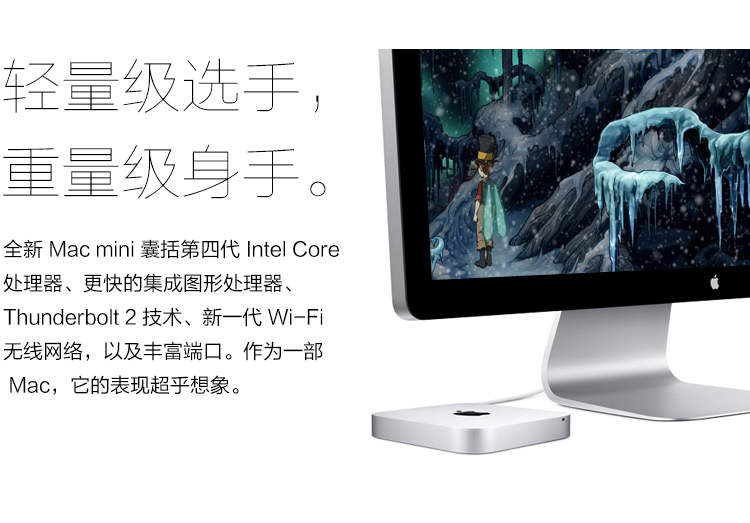 轻量级选手，
重量级身手。
全新 Mac mini 囊括第四代 Intel Core
处理器、更快的集成图形处理器、
Thunderbolt 2 技术、新一代 Wi-Fi
无线网络，以及丰富端口。作为一部
Mac，它的表现超乎想象。